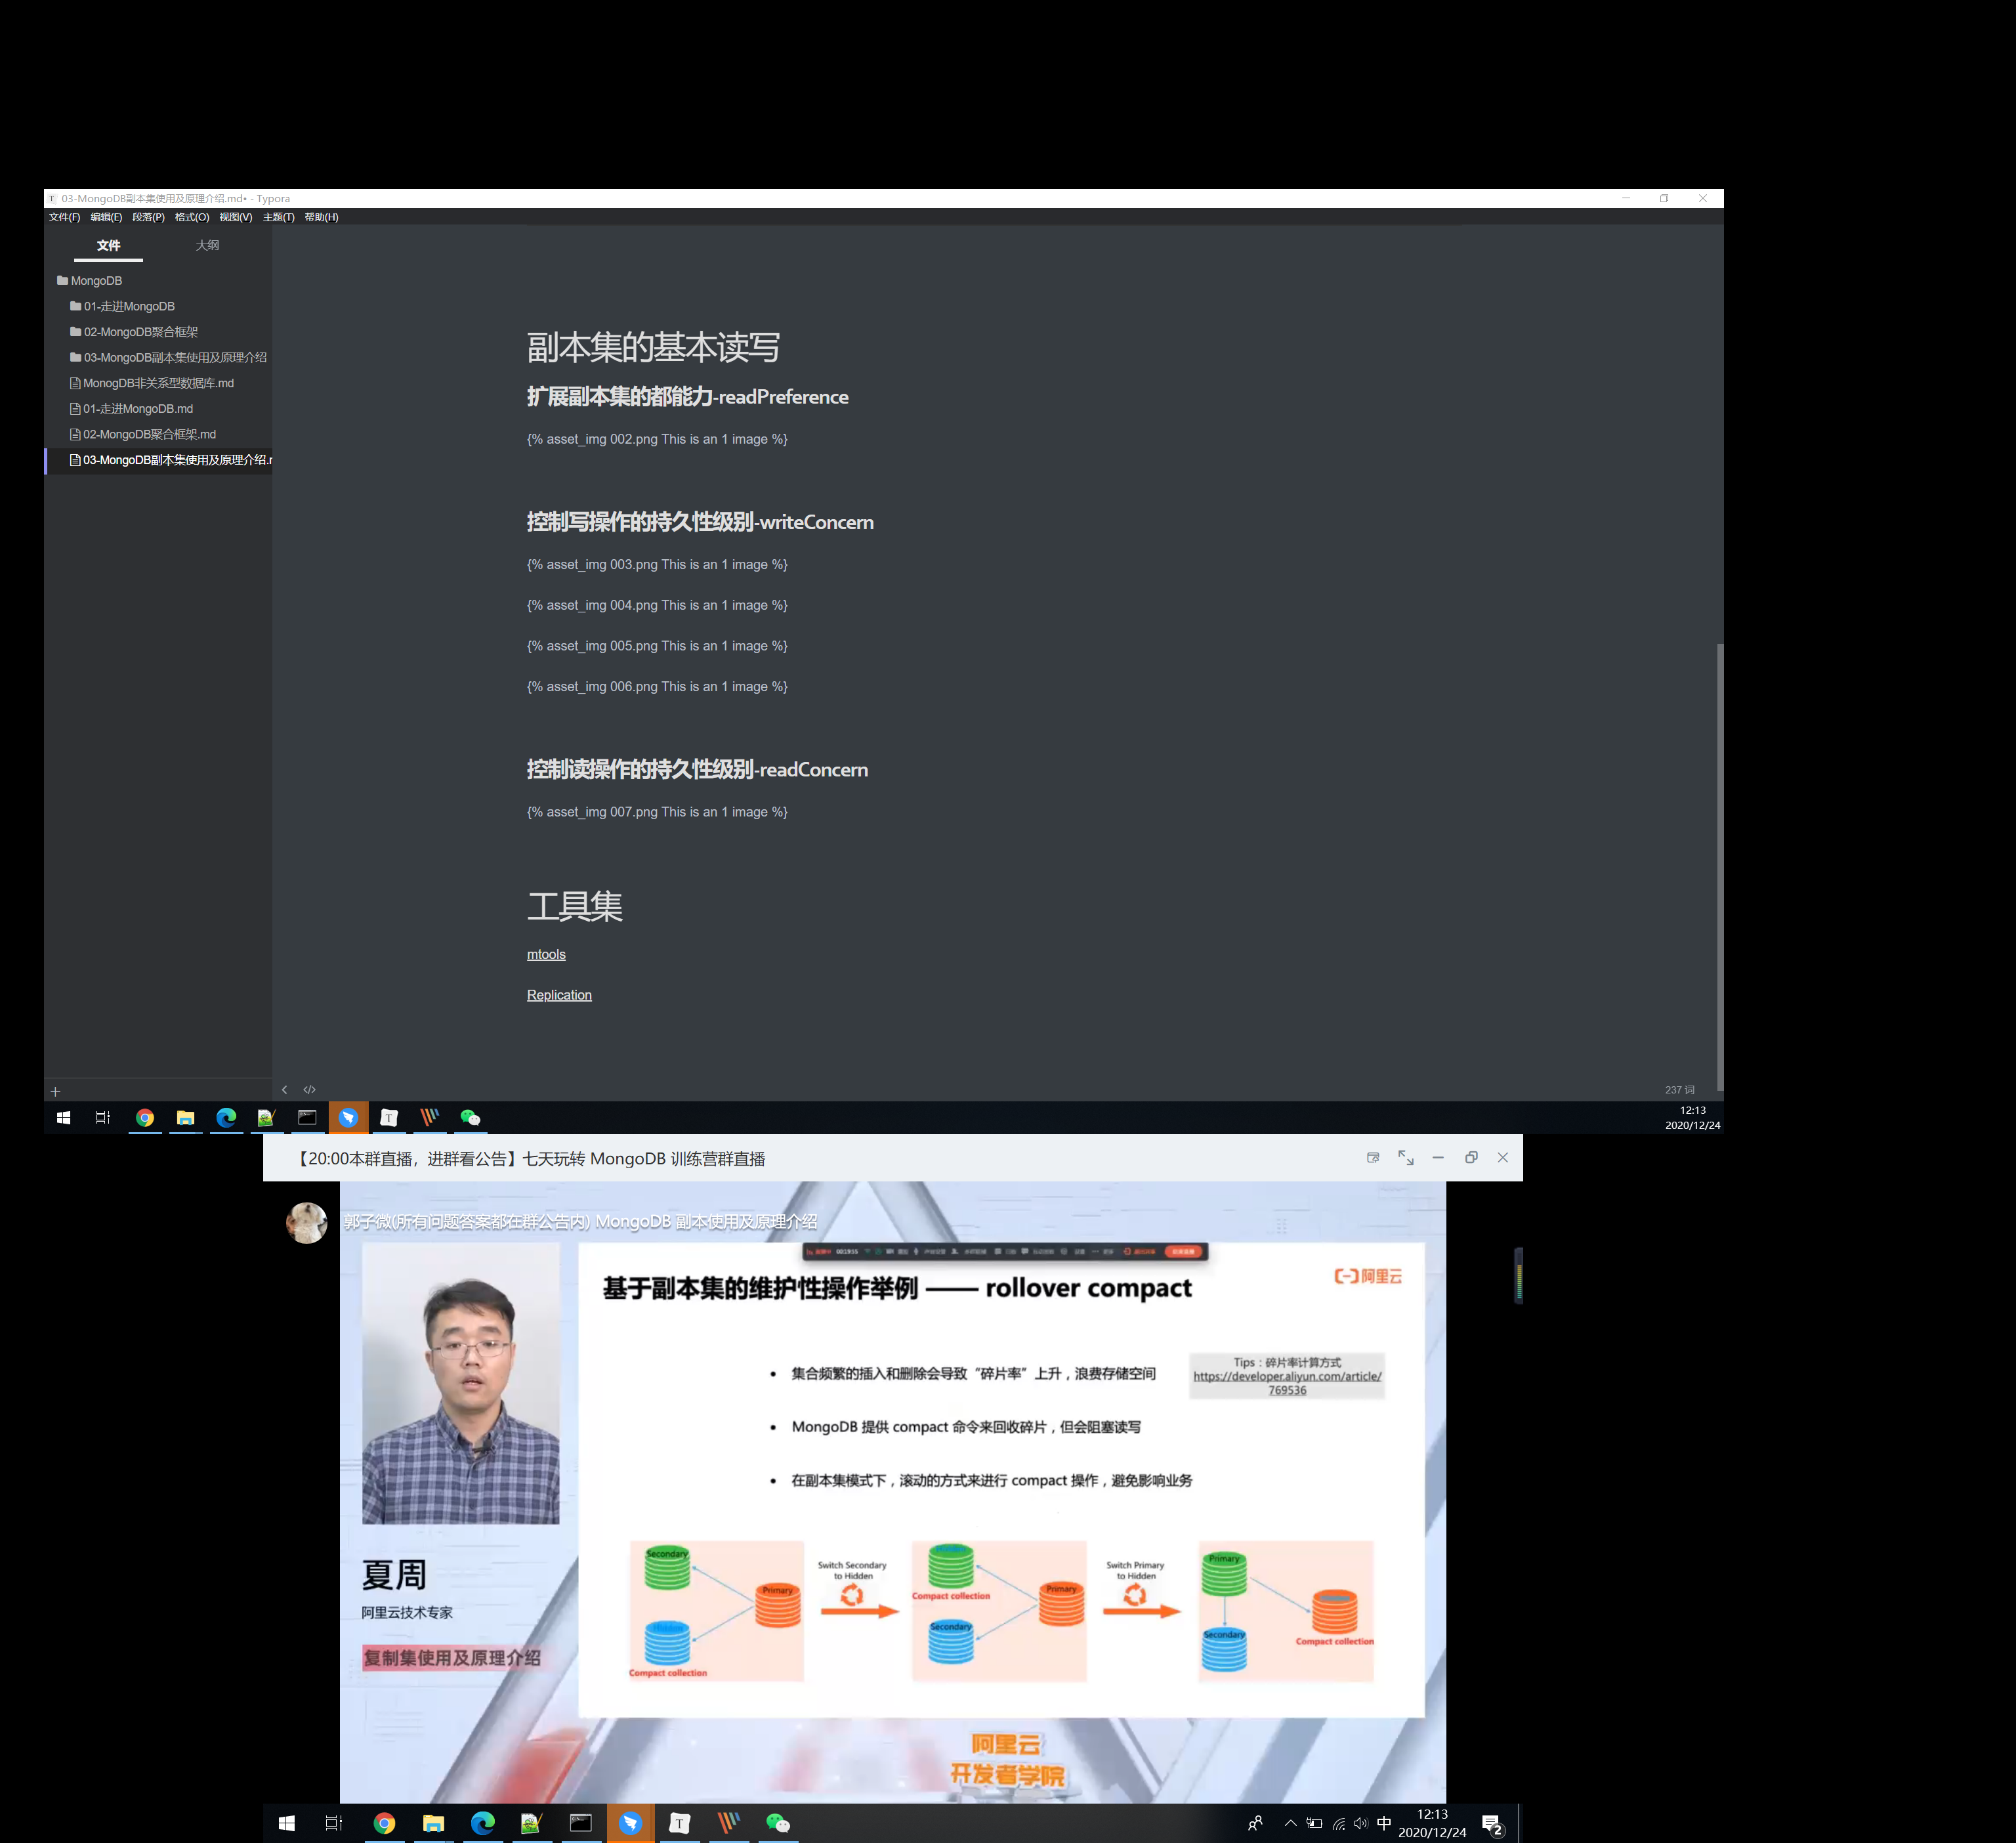 03-MongoDB副本集使用及原理介绍.md• - Typora
文件(F) 编辑(E) 段落(P) 格式(O) 视图(V) 主题(T) 帮助(H)
文件 大纲
MongoDB
01-走进MongoDB
02-MongoDB聚合框架
03-MongoDB副本集使用及原理介绍
MonogDB非关系型数据库.md
01-走进MongoDB.md
02-MongoDB聚合框架.md
03-MongoDB副本集使用及原理介绍.r
副本集的基本读写
扩展副本集的都能力-readPreference
{% asset_img 002.png This is an 1 image %}
控制写操作的持久性级别-writeConcern
{% asset_img 003.png This is an 1 image %}
{% asset_img 004.png This is an 1 image %}
{% asset_img 005.png This is an 1 image %}
{% asset_img 006.png This is an 1 image %}
控制读操作的持久性级别-readConcern
{% asset_img 007.png This is an 1 image %}
工具集
mtools
Replication
237 词
12:13
2020/12/24
【20:00本群直播，进群看公告】七天玩转 MongoDB 训练营群直播
郭子微(所有问题答案都在群公告内) MongoDB 副本使用及原理介绍
基于副本集的维护性操作举例 —— rollover compact
阿里云
• 集合频繁的插入和删除会导致“碎片率”上升，浪费存储空间
Tips：碎片率计算方式
https://developer.aliyun.com/article/
769536
• MongoDB 提供 compact 命令来回收碎片，但会阻塞读写
• 在副本集模式下，滚动的方式来进行 compact 操作，避免影响业务
Secondary
Primary
Compact collection
Switch Secondary
to Hidden
Compact collection
Primary
Secondary
Switch Primary
to Hidden
Primary
Secondary
Compact collection
夏周
阿里云技术专家
复制集使用及原理介绍
阿里云
开发者学院
中
12:13
2020/12/24
2